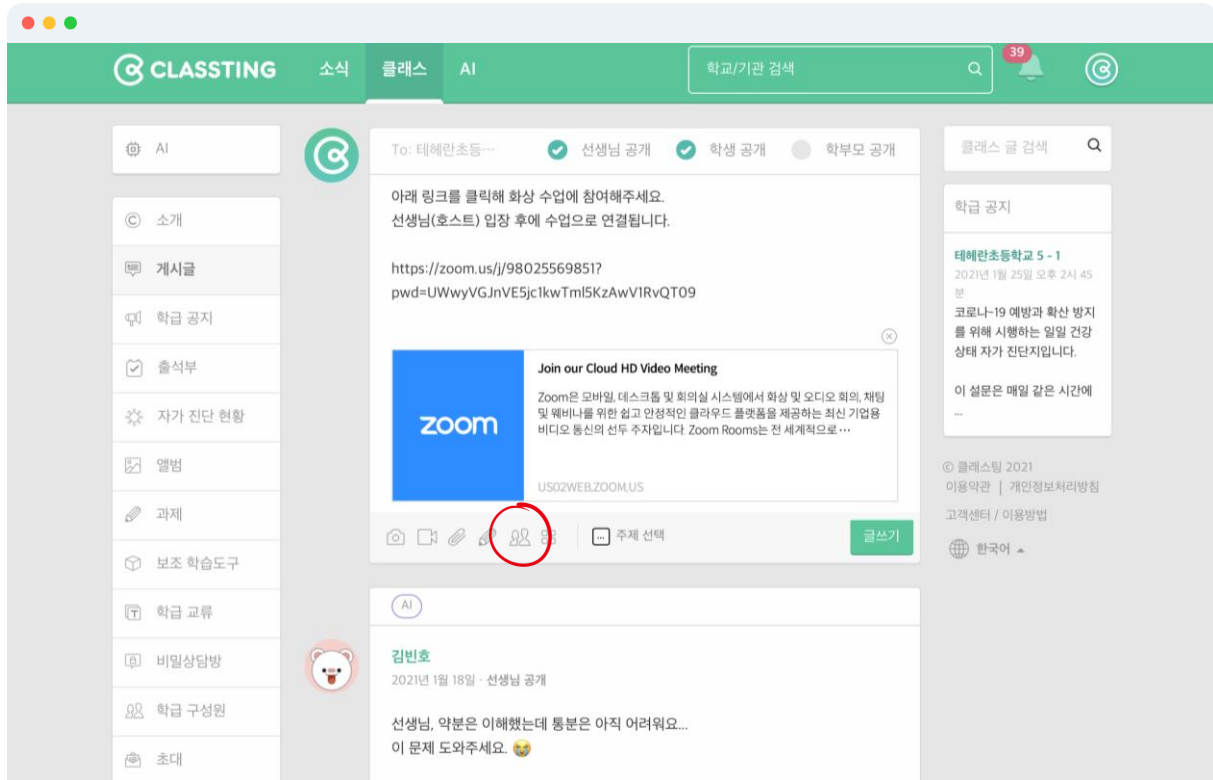 CLASSTING
소식
클래스
AI
학교/기관 검색
39
AI
소개
게시글
학급 공지
출석부
자가 진단 현황
앨범
과제
보조 학습도구
학급 교류
비밀상담방
학급 구성원
초대
To: 테헤란초등…
선생님 공개
학생 공개
학부모 공개
아래 링크를 클릭해 화상 수업에 참여해주세요.
선생님(호스트) 입장 후에 수업으로 연결됩니다.
https://zoom.us/j/98025569851?
pwd=UWwyVGJnVE5jc1kwTml5KzAwV1RvQT09
zoom
Join our Cloud HD Video Meeting
Zoom은 모바일, 데스크톱 및 회의실 시스템에서 화상 및 오디오 회의, 채팅
및 웨비나를 위한 쉽고 안정적인 클라우드 플랫폼을 제공하는 최신 기업용
비디오 통신의 선두 주자입니다. Zoom Rooms는 전 세계적으로…
US02WEB.ZOOM.US
주제 선택
글쓰기
AI
김빈호
2021년 1월 18일 · 선생님 공개
선생님, 약분은 이해했는데 통분은 아직 어려워요...
이 문제 도와주세요. 😭
클래스 글 검색
학급 공지
테헤란초등학교 5 - 1
2021년 1월 25일 오후 2시 45
분
코로나-19 예방과 확산 방지
를 위해 시행하는 일일 건강
상태 자가 진단지입니다.
이 설문은 매일 같은 시간에
...
© 클래스팅 2021
이용약관 | 개인정보처리방침
고객센터 / 이용방법
한국어